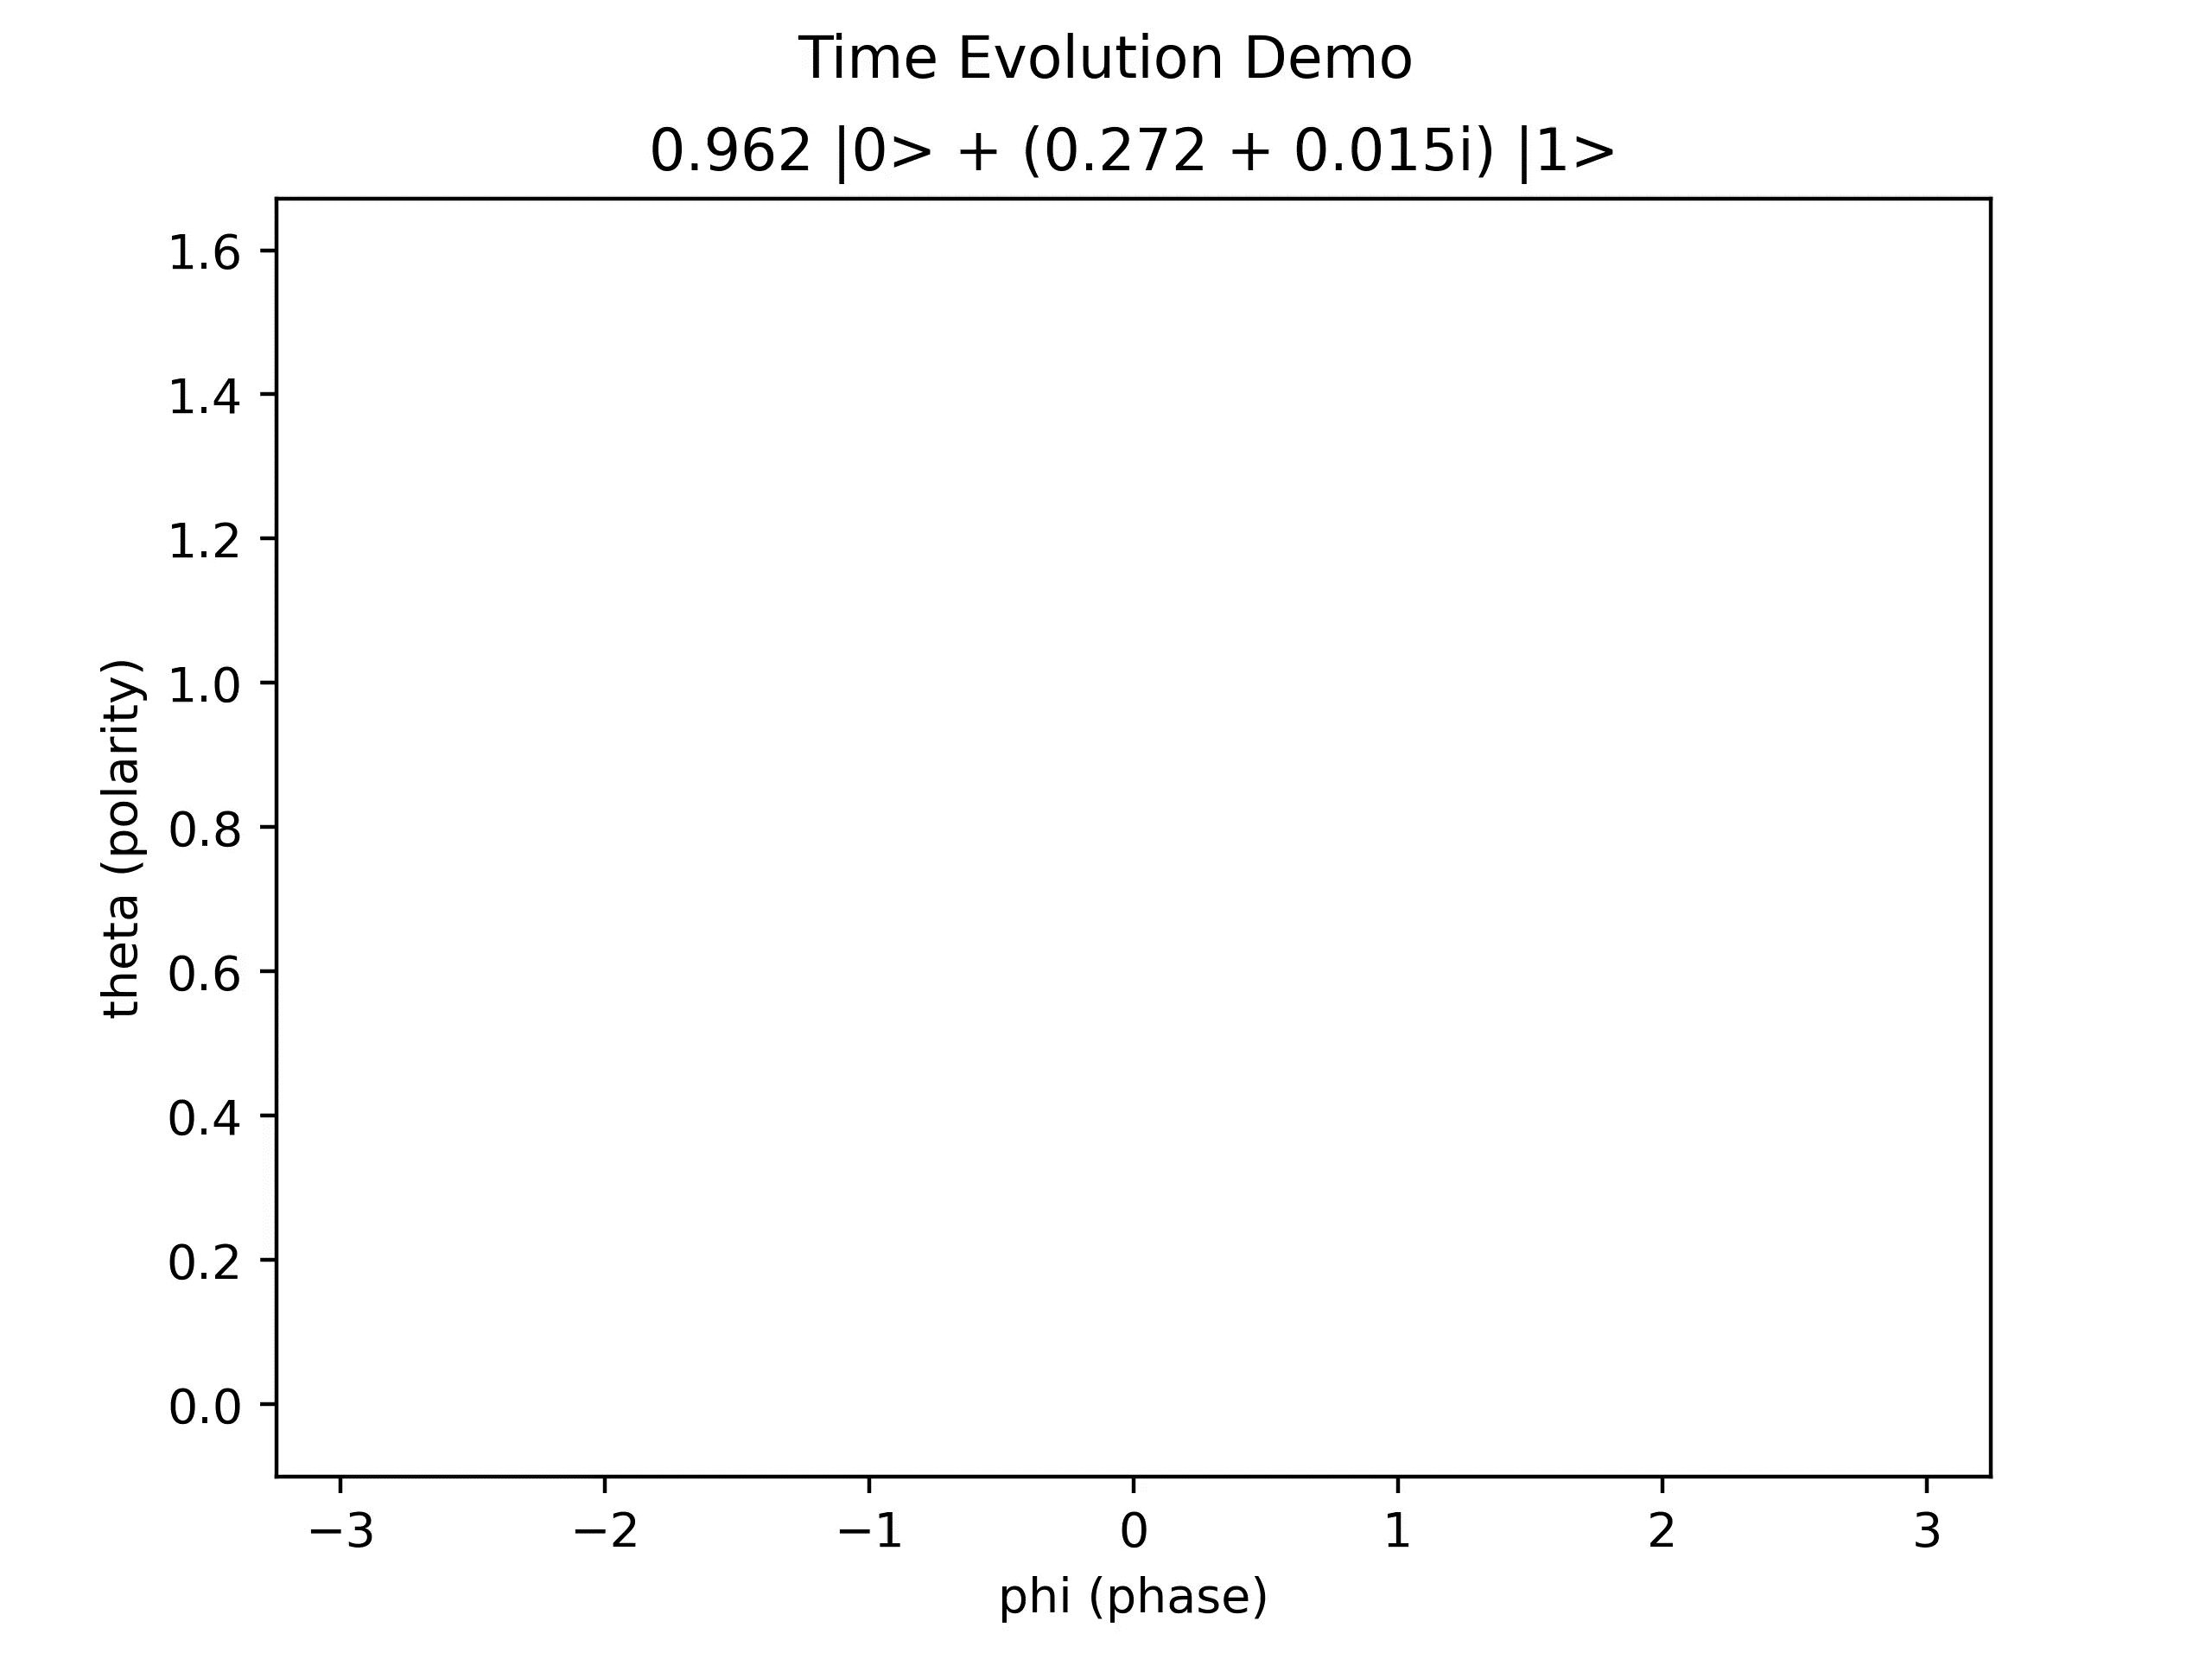 Time Evolution Demo
0.962 |0> + (0.272 + 0.015i) |1>
1.6
1.4
1.2
1.0
0.8
0.6
0.4
0.2
0.0
theta (polarity)
−3 −2 −1 0 1 2 3
phi (phase)